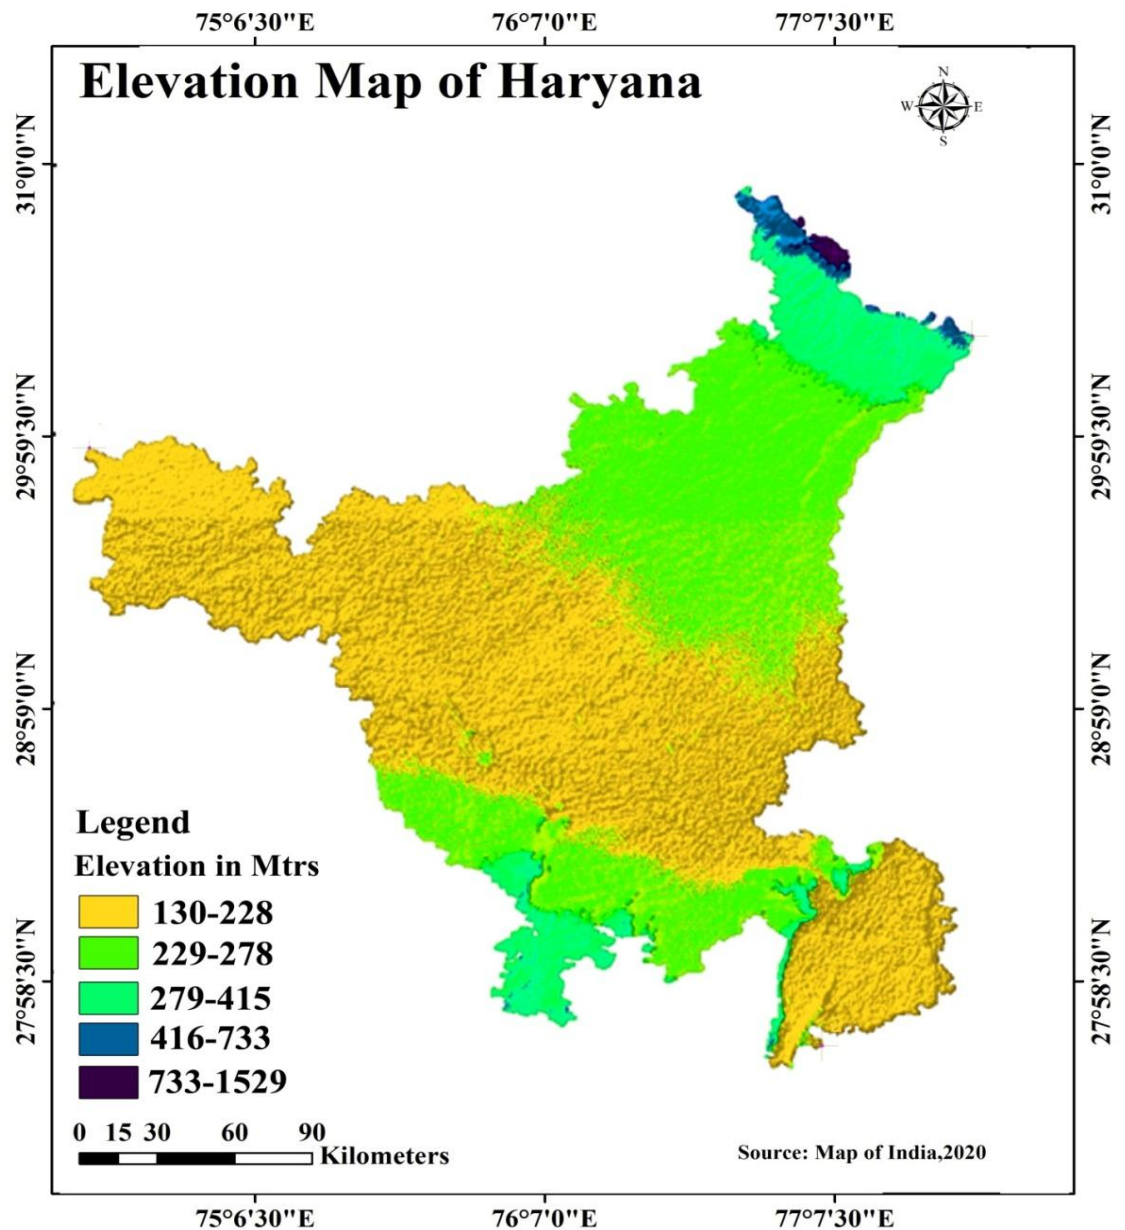 75°6'30"E 76°7'0"E 77°7'30"E
Elevation Map of Haryana
N
W E
S
31°0'0"N 31°0'0"N
29°59'30"N 29°59'30"N
28°59'0"N 28°59'0"N
27°58'30"N 27°58'30"N
Legend
Elevation in Mtrs
130-228
229-278
279-415
416-733
733-1529
0 15 30 60 90
Kilometers
Source: Map of India,2020
75°6'30"E 76°7'0"E 77°7'30"E